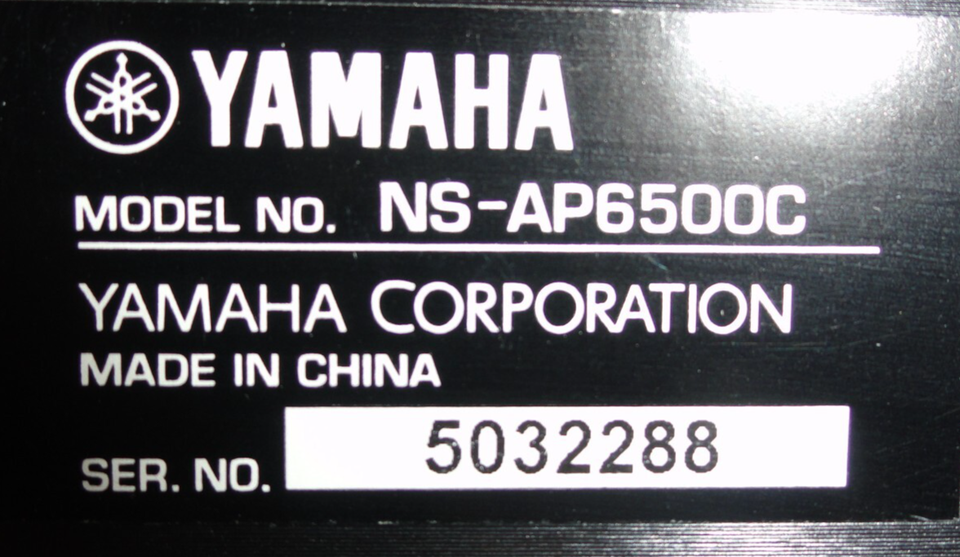 YAMAHA
MODEL NO. NS-AP6500C
YAMAHA CORPORATION
MADE IN CHINA
SER. NO. 5032288